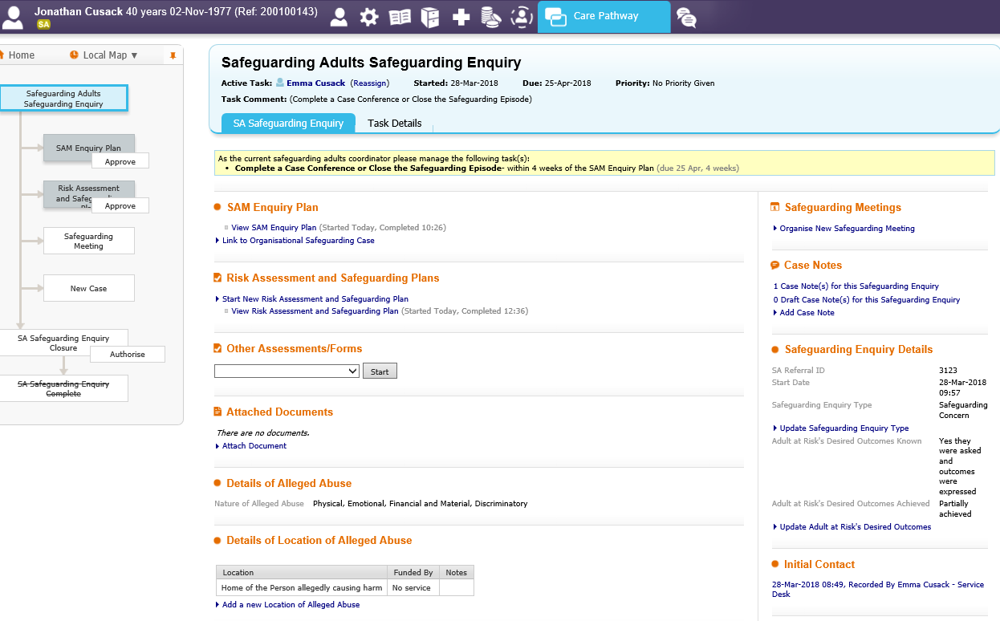 Jonathan Cusack 40 years 02-Nov-1977 (Ref: 200100143)
SA
Care Pathway
Home
Local Map ▼
Safeguarding Adults
Safeguarding Enquiry
SAM Enquiry Plan
Approve
Risk Assessment
and
Approve
Safeguarding
Meeting
New Case
SA Safeguarding Enquiry
Closure
Authorise
SA Safeguarding Enquiry
Complete
Safeguarding Adults Safeguarding Enquiry
Active Task: Emma Cusack (Reassign) Started: 28-Mar-2018 Due: 25-Apr-2018 Priority: No Priority Given
Task Comment: (Complete a Case Conference or Close the Safeguarding Episode)
SA Safeguarding Enquiry
Task Details
As the current safeguarding adults coordinator please manage the following task(s):
• Complete a Case Conference or Close the Safeguarding Episode- within 4 weeks of the SAM Enquiry Plan (due 25 Apr, 4 weeks)
SAM Enquiry Plan
View SAM Enquiry Plan (Started Today, Completed 10:26)
Link to Organisational Safeguarding Case
Risk Assessment and Safeguarding Plans
Start New Risk Assessment and Safeguarding Plan
View Risk Assessment and Safeguarding Plan (Started Today, Completed 12:36)
Other Assessments/Forms
Start
Attached Documents
There are no documents.
Attach Document
Details of Alleged Abuse
Nature of Alleged Abuse Physical, Emotional, Financial and Material, Discriminatory
Details of Location of Alleged Abuse
Location Funded By Notes
Home of the Person allegedly causing harm No service
Add a new Location of Alleged Abuse
Safeguarding Meetings
Organise New Safeguarding Meeting
Case Notes
1 Case Note(s) for this Safeguarding Enquiry
0 Draft Case Note(s) for this Safeguarding Enquiry
Add Case Note
Safeguarding Enquiry Details
SA Referral ID 3123
Start Date 28-Mar-2018
09:57
Safeguarding Enquiry Type Safeguarding
Concern
Update Safeguarding Enquiry Type
Adult at Risk's Desired Outcomes Known Yes they
were asked
and
outcomes
were
expressed
Adult at Risk's Desired Outcomes Achieved Partially
achieved
Update Adult at Risk's Desired Outcomes
Initial Contact
28-Mar-2018 08:49, Recorded By Emma Cusack - Service
Desk